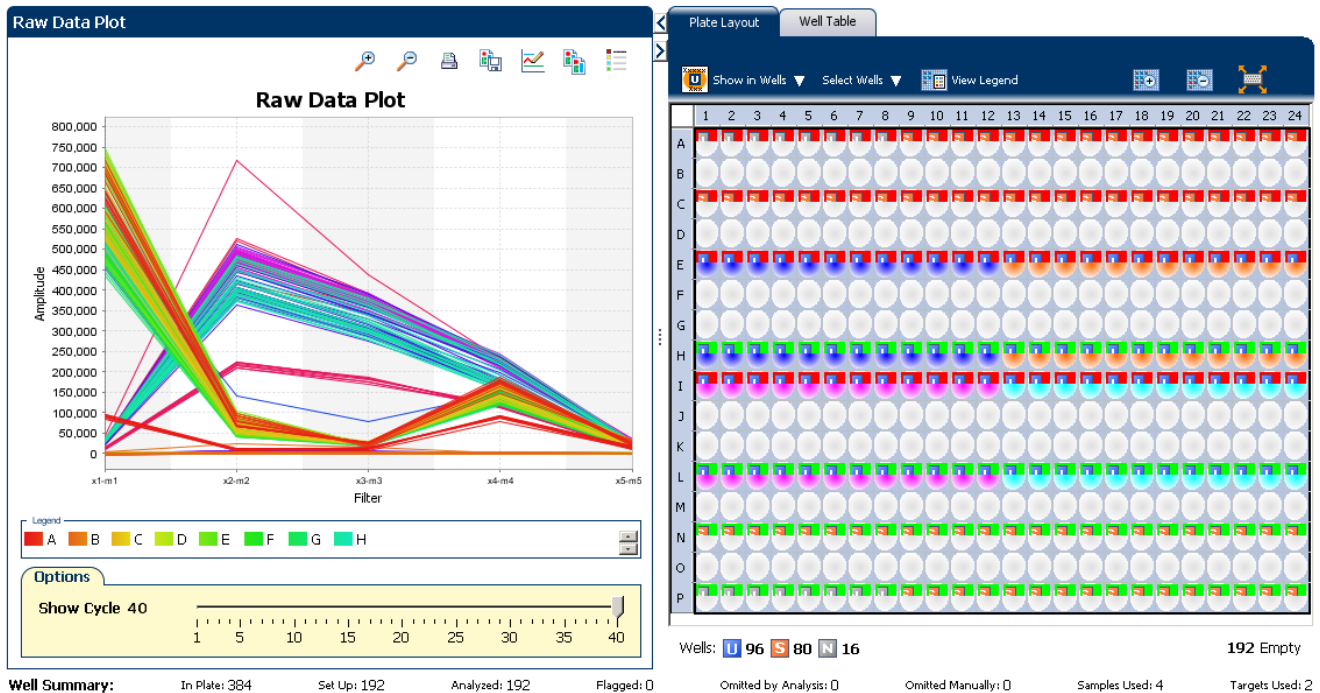 Raw Data Plot
Raw Data Plot
800,000
750,000
700,000
650,000
600,000
550,000
500,000
450,000
400,000
350,000
300,000
250,000
200,000
150,000
100,000
50,000
0
Amplitude
x1-m1 x2-m2 x3-m3 x4-m4 x5-m5
Filter
Legend
A B C D E F G H
Options
Show Cycle 40
1 5 10 15 20 25 30 35 40
Plate Layout Well Table
Show in Wells ▼ Select Wells ▼ View Legend
1 2 3 4 5 6 7 8 9 10 11 12 13 14 15 16 17 18 19 20 21 22 23 24
A
B
C
D
E
F
G
H
I
J
K
L
M
N
O
P
Wells: U 96 S 80 N 16 192 Empty
Well Summary: In Plate: 384 Set Up: 192 Analyzed: 192 Flagged: 0 Omitted by Analysis: 0 Omitted Manually: 0 Samples Used: 4 Targets Used: 2